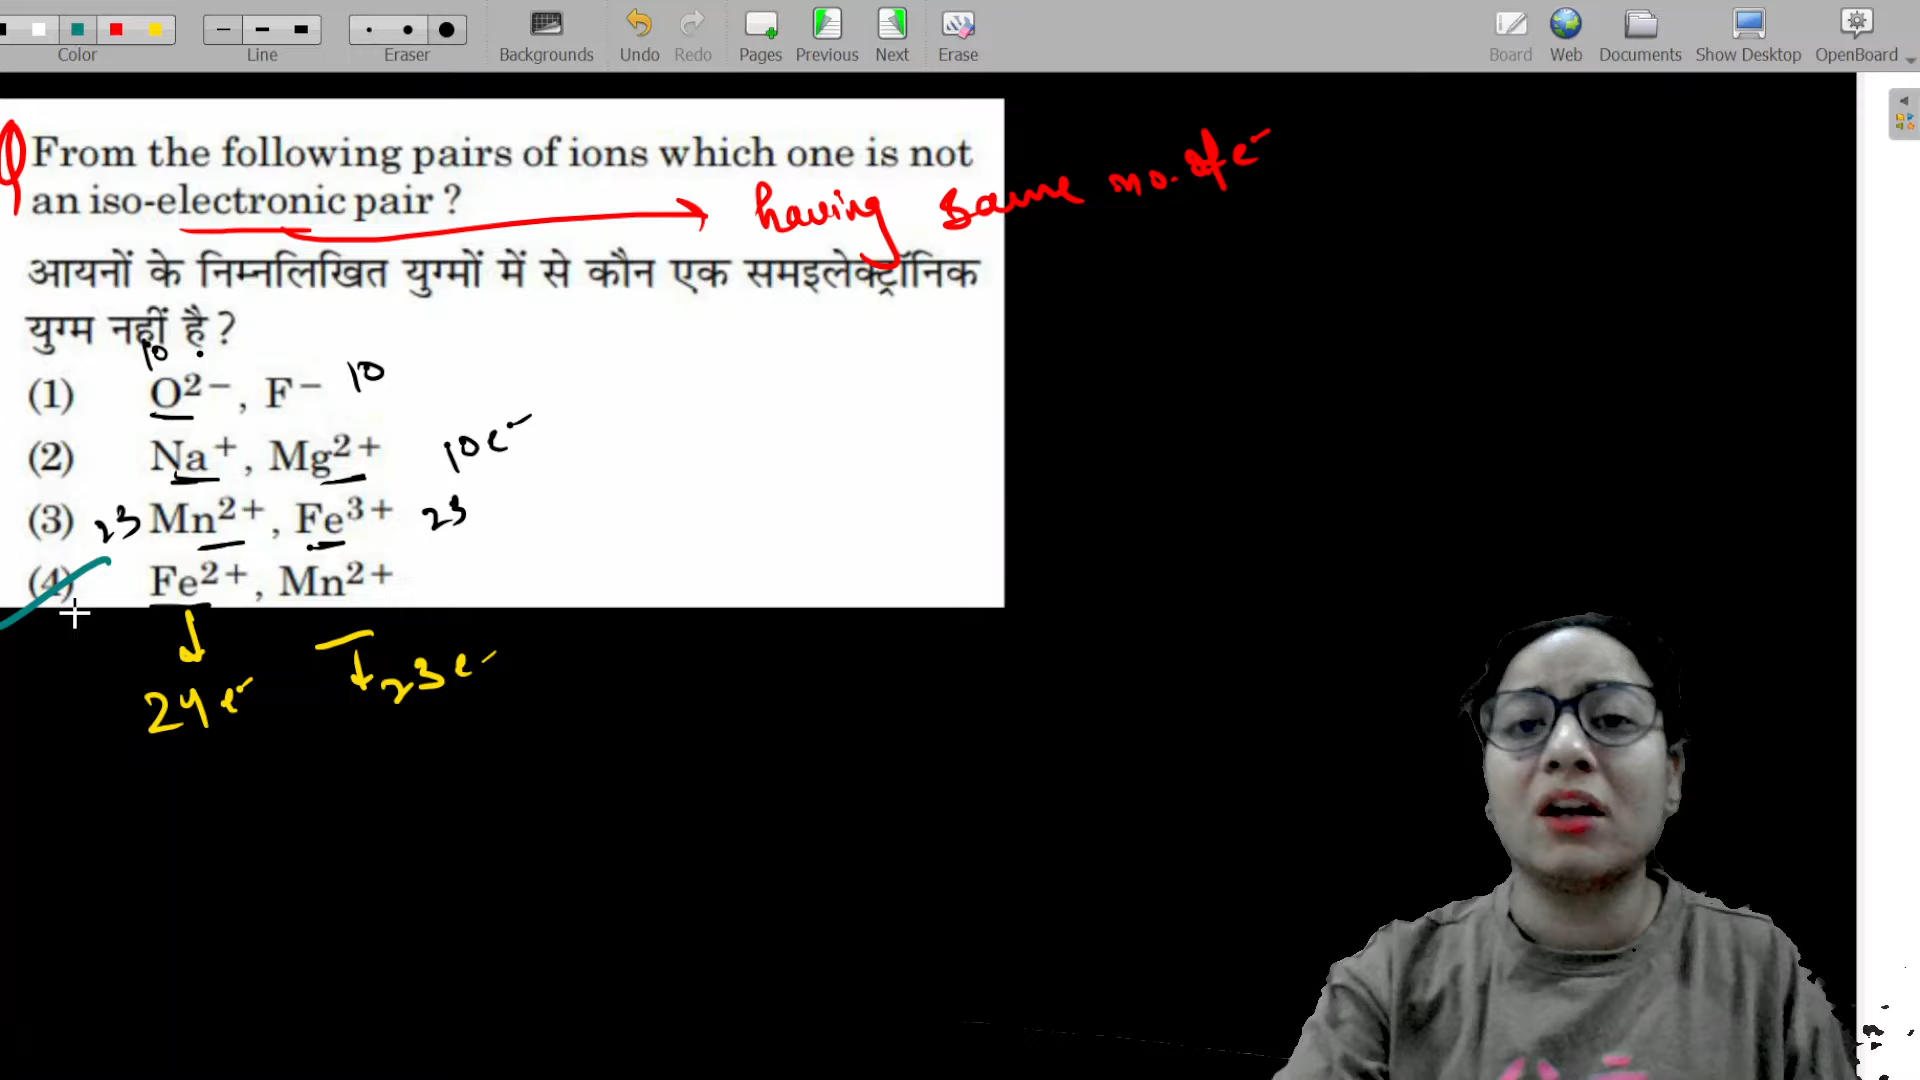 Color
Line
Eraser
Backgrounds
Undo
Redo
Pages
Previous
Next
Erase
Board
Web
Documents
Show Desktop
OpenBoard
Q From the following pairs of ions which one is not
an iso-electronic pair ?
having same no. of e-
आयनों के निम्नलिखित युग्मों में से कौन एक समइलेक्ट्रॉनिक
युग्म नहीं है ?
10
(1) O2−, F− 10
(2) Na+, Mg2+ 10e-
(3) 23 Mn2+, Fe3+ 23
(4) Fe2+, Mn2+
24e- 23e-